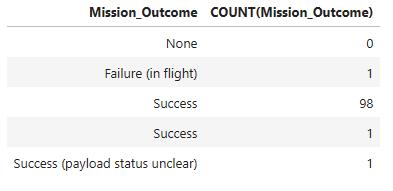 Mission_Outcome COUNT(Mission_Outcome)
None 0
Failure (in flight) 1
Success 98
Success 1
Success (payload status unclear) 1